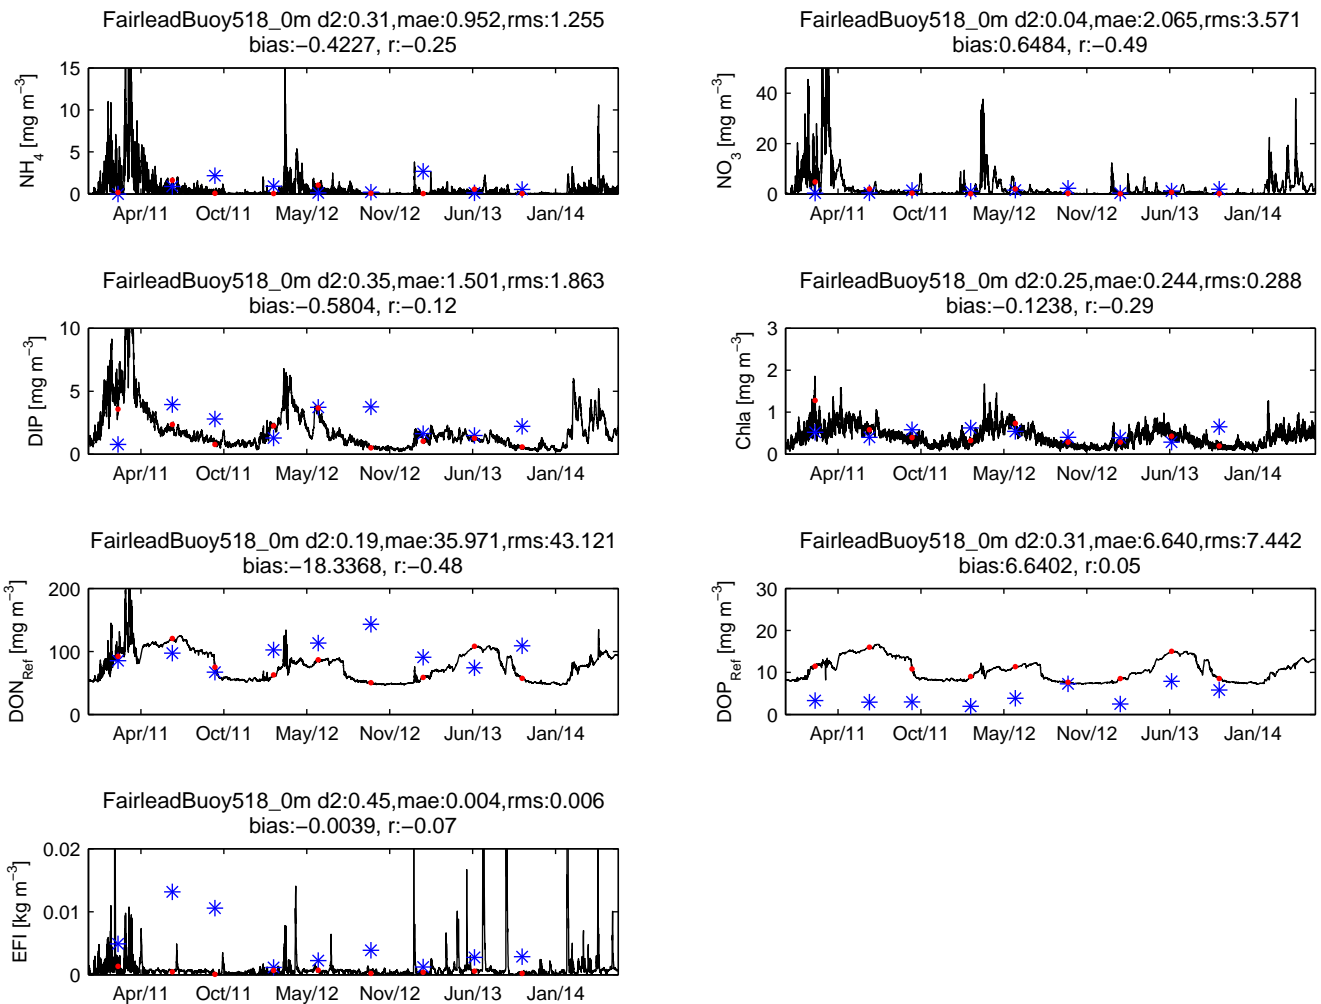 FairleadBuoy518_0m d2:0.31,mae:0.952,rms:1.255
bias:−0.4227, r:−0.25
15
10
5
0
NH4 [mg m−3]
Apr/11 Oct/11 May/12 Nov/12 Jun/13 Jan/14
FairleadBuoy518_0m d2:0.04,mae:2.065,rms:3.571
bias:0.6484, r:−0.49
40
20
0
NO3 [mg m−3]
Apr/11 Oct/11 May/12 Nov/12 Jun/13 Jan/14
FairleadBuoy518_0m d2:0.35,mae:1.501,rms:1.863
bias:−0.5804, r:−0.12
10
5
0
DIP [mg m−3]
Apr/11 Oct/11 May/12 Nov/12 Jun/13 Jan/14
FairleadBuoy518_0m d2:0.25,mae:0.244,rms:0.288
bias:−0.1238, r:−0.29
3
2
1
0
Chla [mg m−3]
Apr/11 Oct/11 May/12 Nov/12 Jun/13 Jan/14
FairleadBuoy518_0m d2:0.19,mae:35.971,rms:43.121
bias:−18.3368, r:−0.48
200
100
0
DONRef [mg m−3]
Apr/11 Oct/11 May/12 Nov/12 Jun/13 Jan/14
FairleadBuoy518_0m d2:0.31,mae:6.640,rms:7.442
bias:6.6402, r:0.05
30
20
10
0
DOPRef [mg m−3]
Apr/11 Oct/11 May/12 Nov/12 Jun/13 Jan/14
FairleadBuoy518_0m d2:0.45,mae:0.004,rms:0.006
bias:−0.0039, r:−0.07
0.02
0.01
0
EFI [kg m−3]
Apr/11 Oct/11 May/12 Nov/12 Jun/13 Jan/14